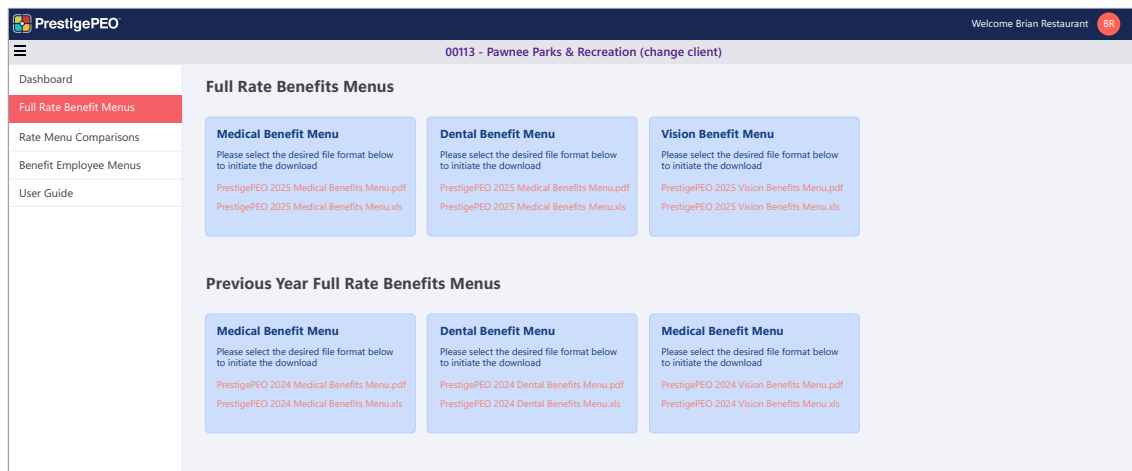 PrestigePEO
Welcome Brian Restaurant
BR
00113 - Pawnee Parks & Recreation (change client)
Dashboard
Full Rate Benefit Menus
Rate Menu Comparisons
Benefit Employee Menus
User Guide
Full Rate Benefits Menus
Medical Benefit Menu
Please select the desired file format below
to initiate the download
PrestigePEO 2025 Medical Benefits Menu.pdf
PrestigePEO 2025 Medical Benefits Menu.xls
Dental Benefit Menu
Please select the desired file format below
to initiate the download
PrestigePEO 2025 Medical Benefits Menu.pdf
PrestigePEO 2025 Medical Benefits Menu.xls
Vision Benefit Menu
Please select the desired file format below
to initiate the download
PrestigePEO 2025 Vision Benefits Menu.pdf
PrestigePEO 2025 Vision Benefits Menu.xls
Previous Year Full Rate Benefits Menus
Medical Benefit Menu
Please select the desired file format below
to initiate the download
PrestigePEO 2024 Medical Benefits Menu.pdf
PrestigePEO 2024 Medical Benefits Menu.xls
Dental Benefit Menu
Please select the desired file format below
to initiate the download
PrestigePEO 2024 Dental Benefits Menu.pdf
PrestigePEO 2024 Dental Benefits Menu.xls
Medical Benefit Menu
Please select the desired file format below
to initiate the download
PrestigePEO 2024 Vision Benefits Menu.pdf
PrestigePEO 2024 Vision Benefits Menu.xls